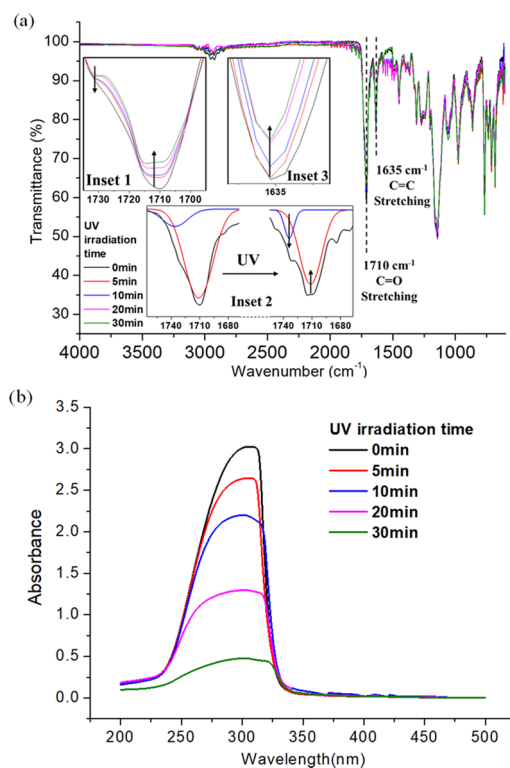 (a)
Transmittance (%)
100
90
80
70
60
50
40
30
Inset 1
1730 1720 1710 1700
Inset 3
1635
UV
irradiation
time
0min
5min
10min
20min
30min
UV
Inset 2
1740 1710 1680 1740 1710 1680
1635 cm-1
C=C
Stretching
1710 cm-1
C=O
Stretching
4000 3500 3000 2500 2000 1500 1000
Wavenumber (cm-1)
(b)
Absorbance
3.5
3.0
2.5
2.0
1.5
1.0
0.5
0.0
UV irradiation time
0min
5min
10min
20min
30min
200 250 300 350 400 450 500
Wavelength(nm)